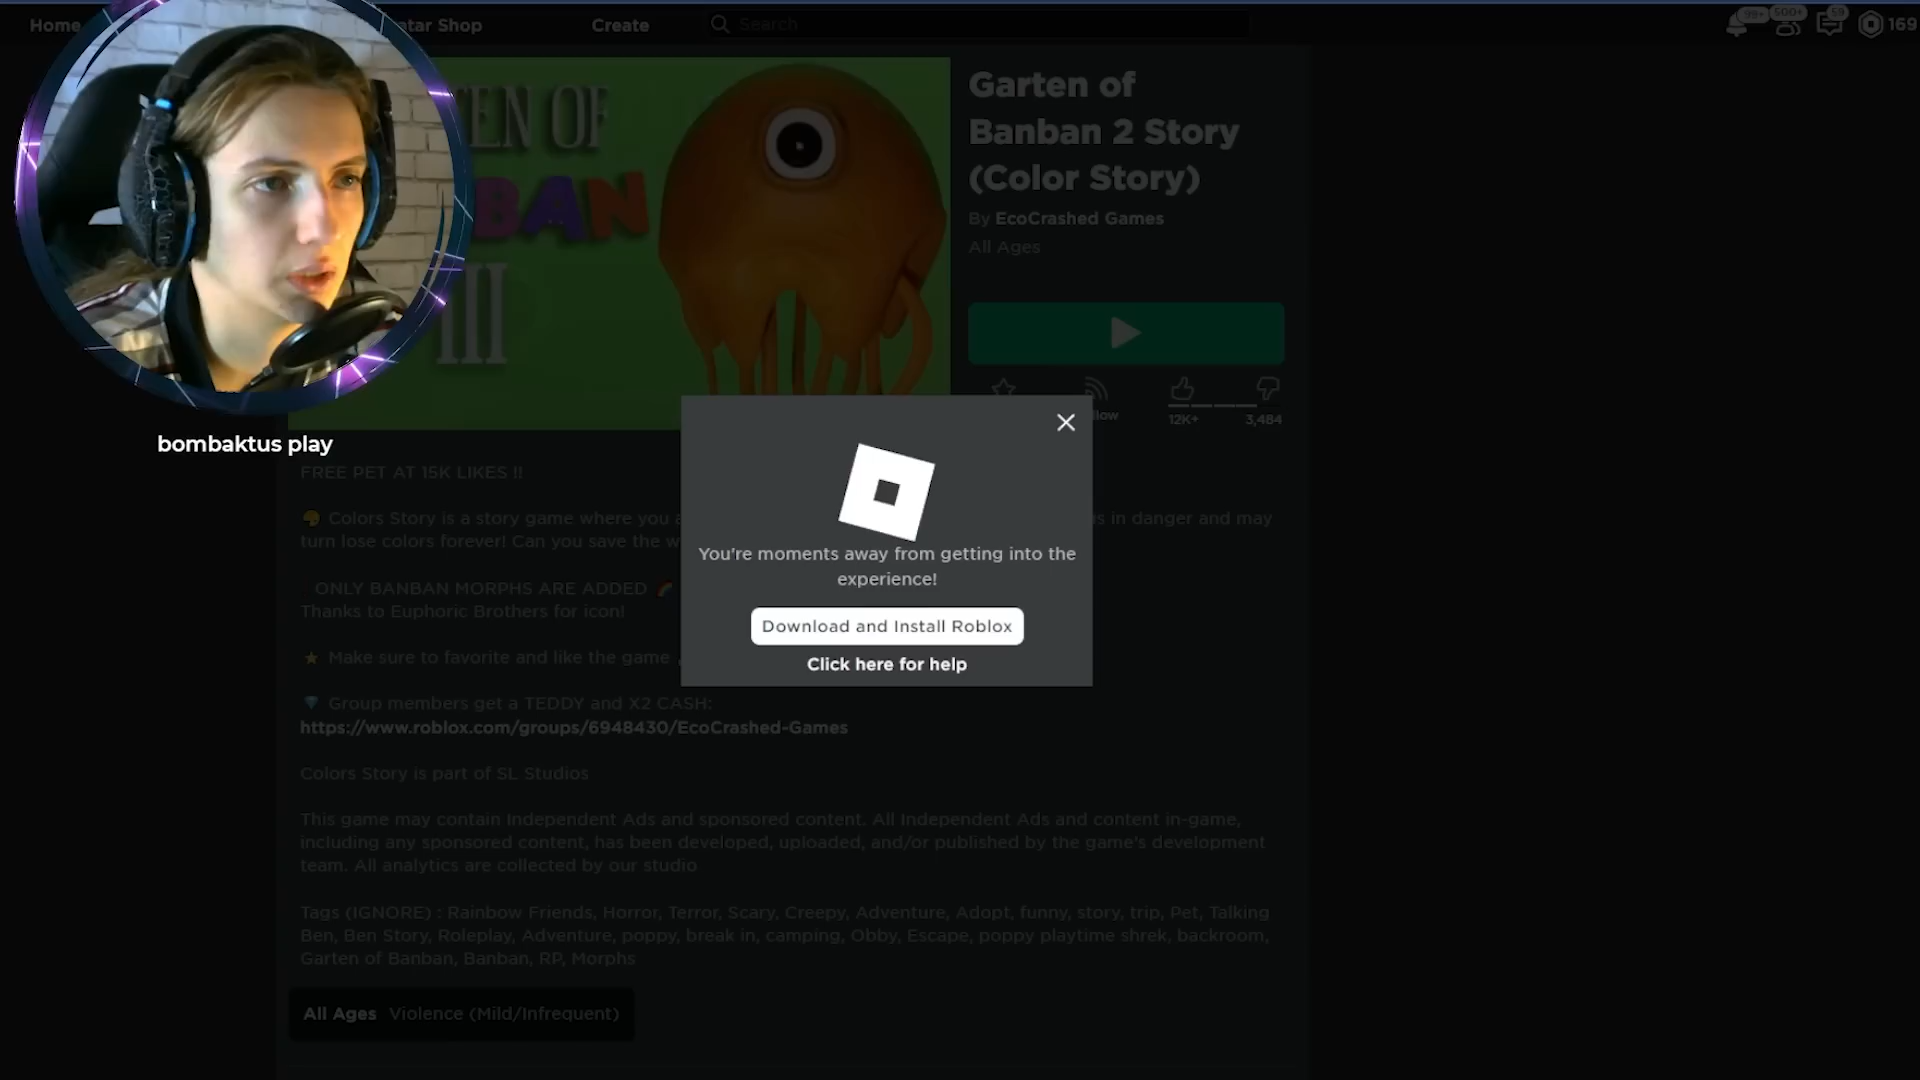 Home
tar Shop
Create
Search
99+
500+
59
169
TEN OF
BAN
III
Garten of
Banban 2 Story
(Color Story)
By EcoCrashed Games
All Ages
low
12K+
3,484
bombaktus play
FREE PET AT 15K LIKES !!
Colors Story is a story game where you a
s in danger and may
turn lose colors forever! Can you save the w
ONLY BANBAN MORPHS ARE ADDED
Thanks to Euphoric Brothers for icon!
Make sure to favorite and like the game
Group members get a TEDDY and X2 CASH:
https://www.roblox.com/groups/6948430/EcoCrashed-Games
Colors Story is part of SL Studios
This game may contain Independent Ads and sponsored content. All Independent Ads and content in-game,
including any sponsored content, has been developed, uploaded, and/or published by the game's development
team. All analytics are collected by our studio
Tags (IGNORE) : Rainbow Friends, Horror, Terror, Scary, Creepy, Adventure, Adopt, funny, story, trip, Pet, Talking
Ben, Ben Story, Roleplay, Adventure, poppy, break in, camping, Obby, Escape, poppy playtime shrek, backroom,
Garten of Banban, Banban, RP, Morphs
All Ages Violence (Mild/Infrequent)
You're moments away from getting into the
experience!
Download and Install Roblox
Click here for help